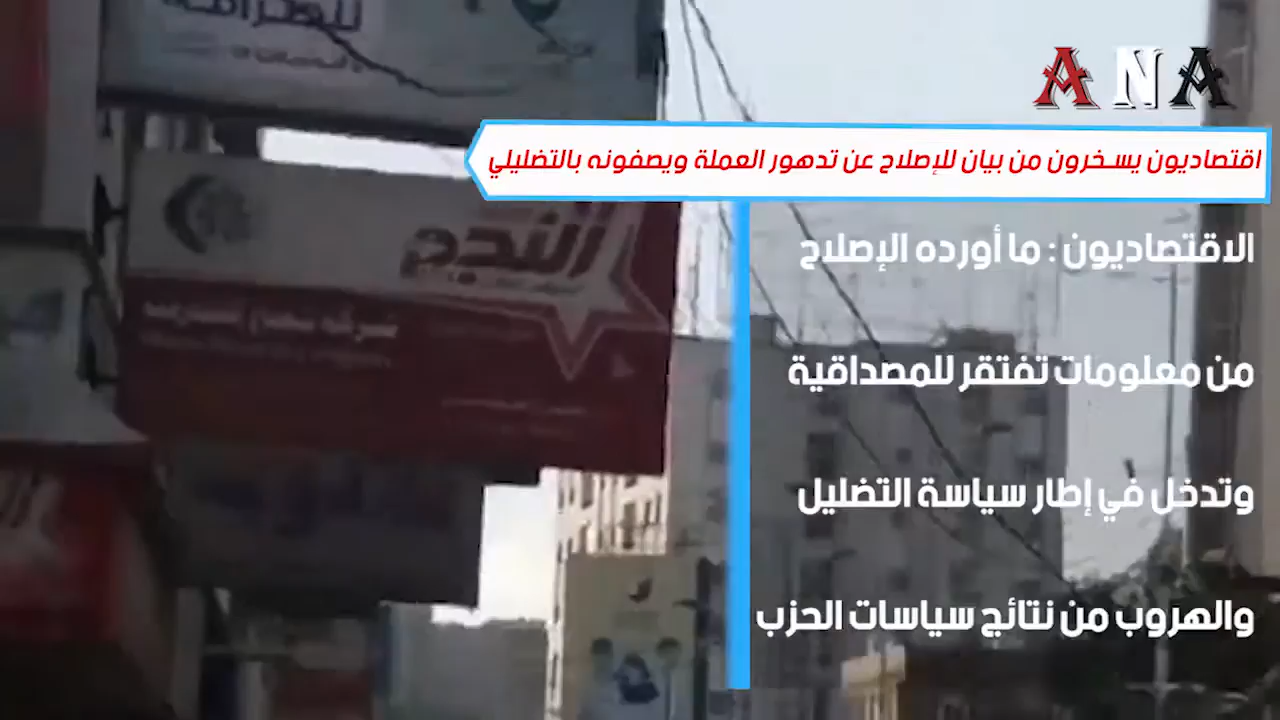 للصرافة
ANA
اقتصاديون يسخرون من بيان للإصلاح عن تدهور العملة ويصفونه بالتضليلي
النجم
الاقتصاديون : ما أورده الإصلاح
من معلومات تفتقر للمصداقية
وتدخل في إطار سياسة التضليل
والهروب من نتائج سياسات الحزب